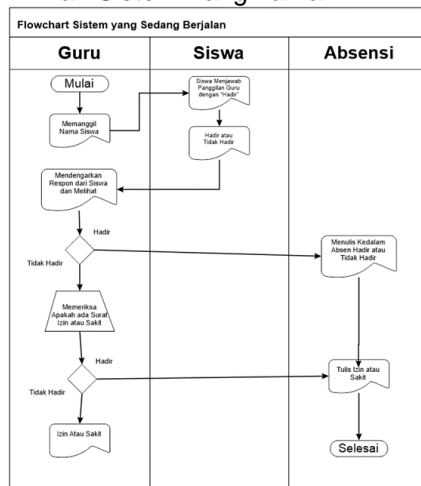 Flowchart Sistem yang Sedang Berjalan
Guru
Siswa
Absensi
Mulai
Siswa Menjawab
Panggilan Guru
dengan "Hadir"
Memanggil
Nama Siswa
Hadir atau
Tidak Hadir
Mendengarkan
Respon dari Siswa
dan Melihat
Hadir
Tidak Hadir
Menulis Kedalam
Absen Hadir atau
Tidak Hadir
Memeriksa
Apakah ada Surat
Izin atau Sakit
Hadir
Tidak Hadir
Tulis Izin atau
Sakit
Izin Atau Sakit
Selesai